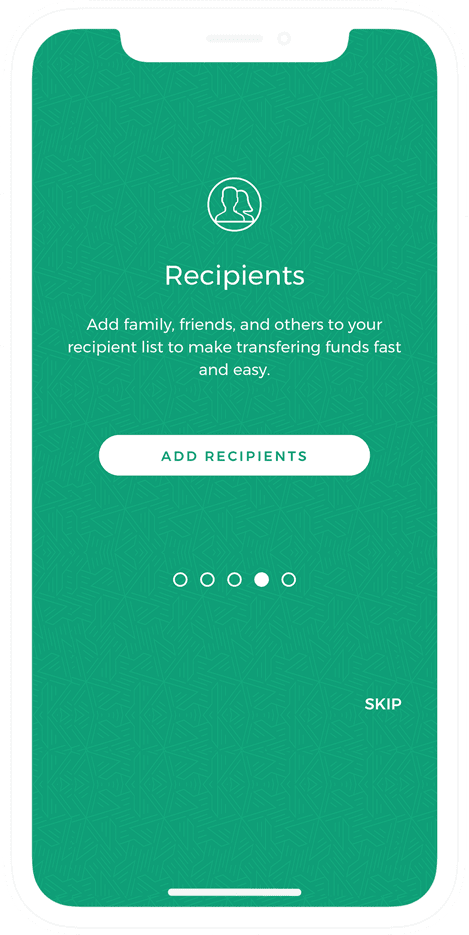 Recipients
Add family, friends, and others to your
recipient list to make transfering funds fast
and easy.
ADD RECIPIENTS
SKIP